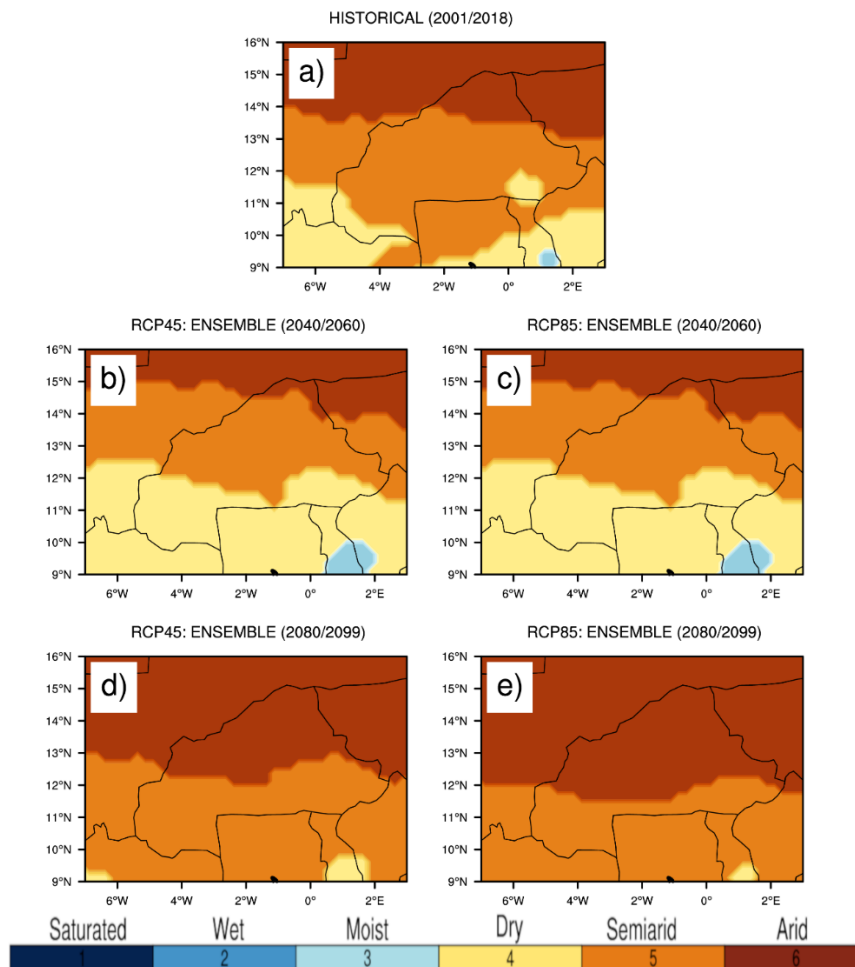 HISTORICAL (2001/2018)
a)
16°N
15°N
14°N
13°N
12°N
11°N
10°N
9°N
6°W 4°W 2°W 0° 2°E
RCP45: ENSEMBLE (2040/2060) RCP85: ENSEMBLE (2040/2060)
b) c)
16°N 16°N
15°N 15°N
14°N 14°N
13°N 13°N
12°N 12°N
11°N 11°N
10°N 10°N
9°N 9°N
6°W 4°W 2°W 0° 2°E 6°W 4°W 2°W 0° 2°E
RCP45: ENSEMBLE (2080/2099) RCP85: ENSEMBLE (2080/2099)
d) e)
16°N 16°N
15°N 15°N
14°N 14°N
13°N 13°N
12°N 12°N
11°N 11°N
10°N 10°N
9°N 9°N
6°W 4°W 2°W 0° 2°E 6°W 4°W 2°W 0° 2°E
Saturated Wet Moist Dry Semiarid Arid
1 2 3 4 5 6